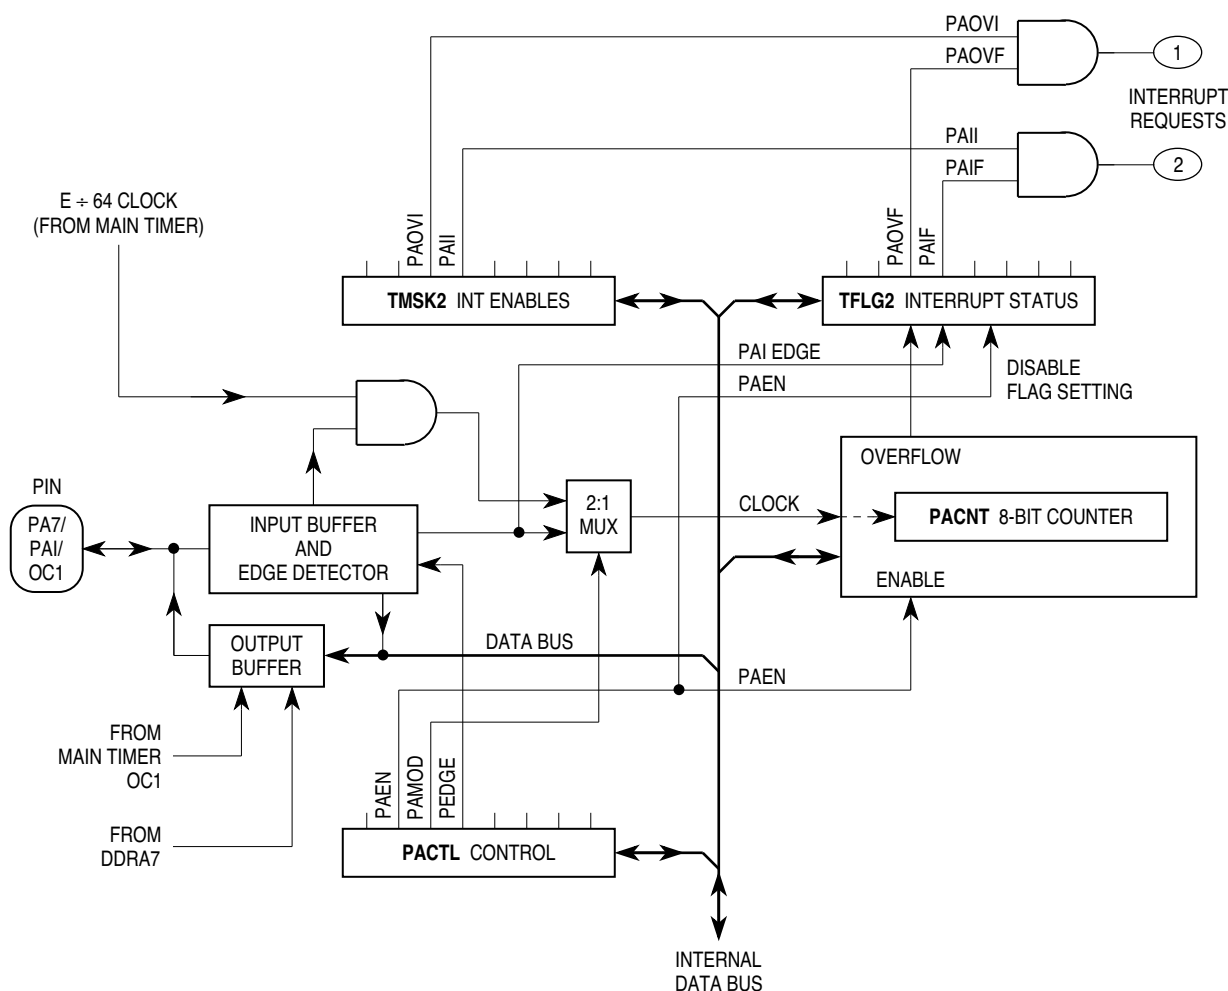 PAOVI
PAOVF
1
INTERRUPT
REQUESTS
PAII
PAIF
2
E ÷ 64 CLOCK
(FROM MAIN TIMER)
PAOVI
PAII
PAOVF
PAIF
TMSK2 INT ENABLES
TFLG2 INTERRUPT STATUS
PAI EDGE
PAEN
DISABLE
FLAG SETTING
OVERFLOW
PIN
PA7/
PAI/
OC1
INPUT BUFFER
AND
EDGE DETECTOR
2:1
MUX
CLOCK
PACNT 8-BIT COUNTER
ENABLE
OUTPUT
BUFFER
DATA BUS
PAEN
FROM
MAIN TIMER
OC1
PAEN
PAMOD
PEDGE
FROM
DDRA7
PACTL CONTROL
INTERNAL
DATA BUS